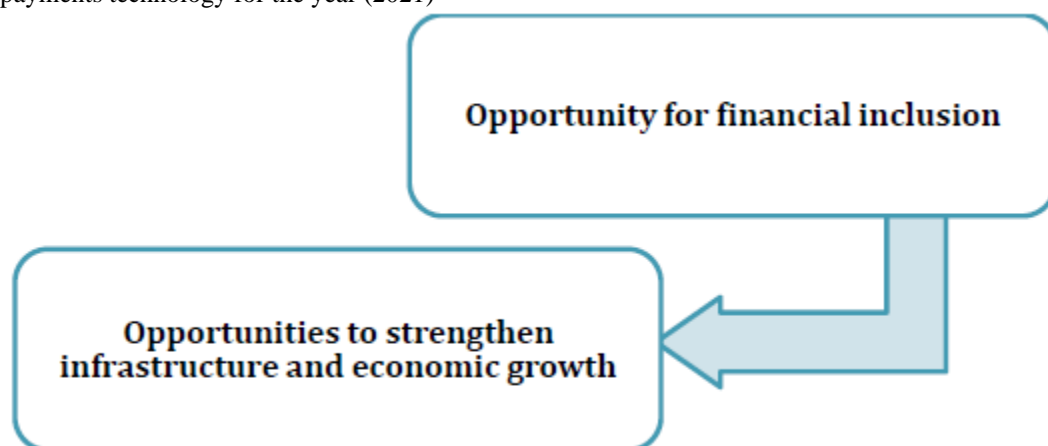 payments technology for the year (2021)
Opportunity for financial inclusion
Opportunities to strengthen
infrastructure and economic growth